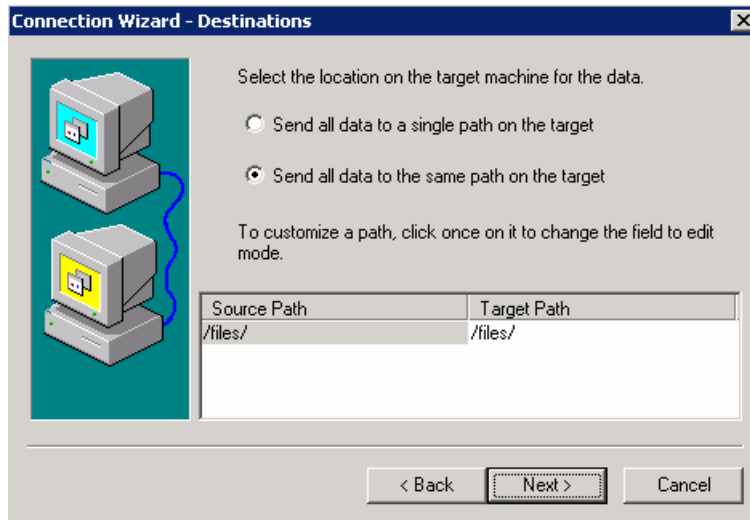 Connection Wizard - Destinations
Select the location on the target machine for the data.
Send all data to a single path on the target
Send all data to the same path on the target
To customize a path, click once on it to change the field to edit
mode.
Source Path Target Path
/files/ /files/
< Back Next > Cancel